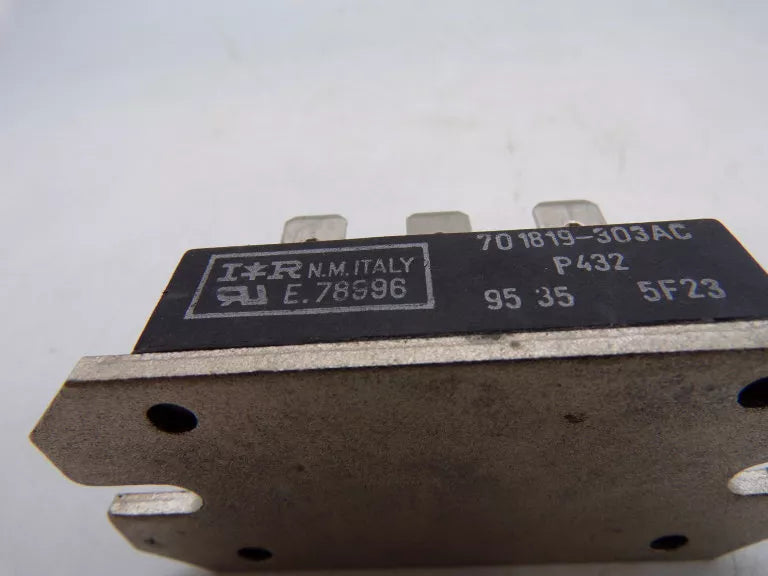 I☆R N.M. ITALY
E.78996
701819-303AC
P432
95 35 5F23